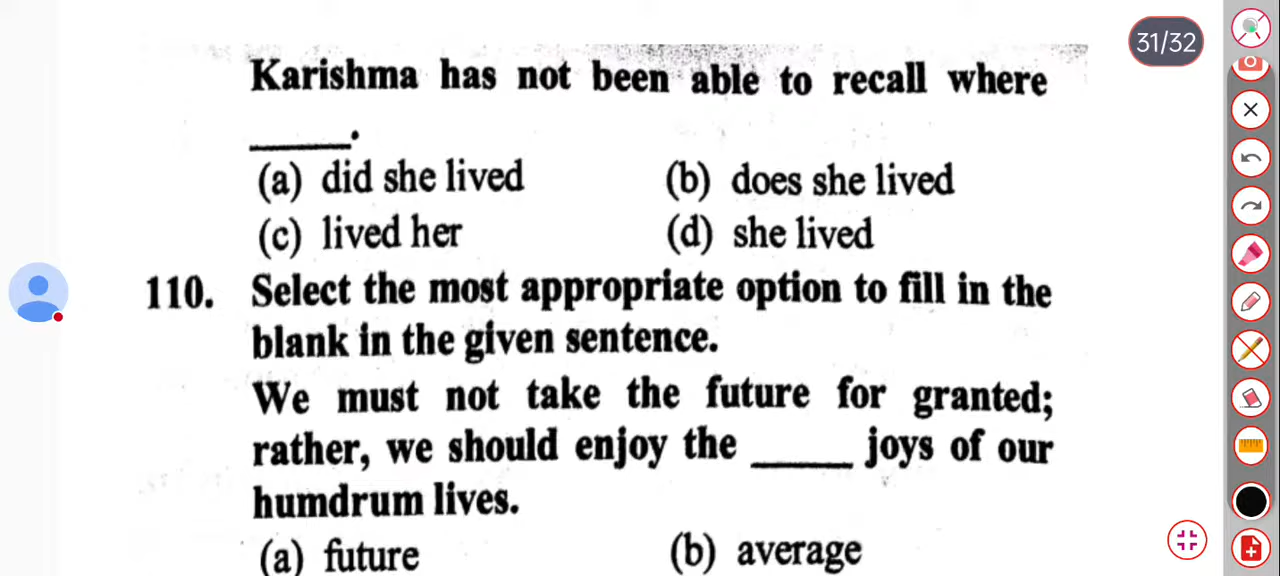 31/32
Karishma has not been able to recall where
______.
(a) did she lived (b) does she lived
(c) lived her (d) she lived
110. Select the most appropriate option to fill in the
blank in the given sentence.
We must not take the future for granted;
rather, we should enjoy the ______ joys of our
humdrum lives.
(a) future (b) average